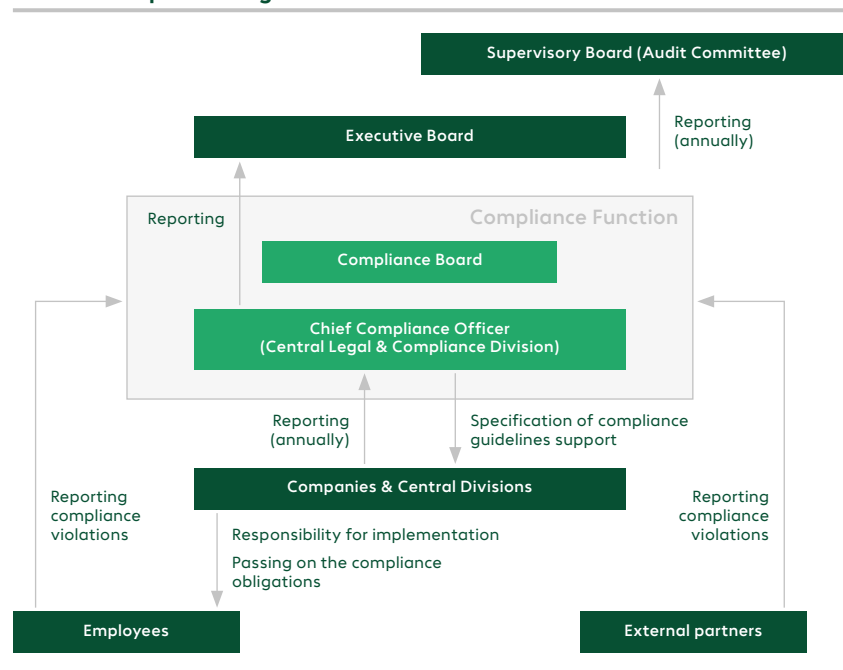 Supervisory Board (Audit Committee)
Reporting
(annually)
Executive Board
Reporting
Compliance Function
Compliance Board
Chief Compliance Officer
(Central Legal & Compliance Division)
Reporting
(annually)
Specification of compliance
guidelines support
Companies & Central Divisions
Reporting
compliance
violations
Responsibility for implementation
Passing on the compliance
obligations
Reporting
compliance
violations
Employees
External partners